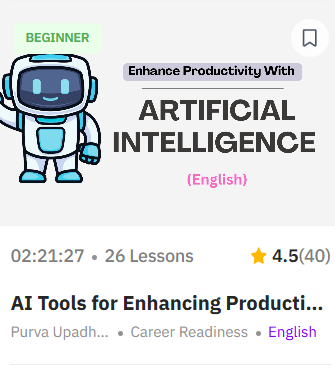 BEGINNER
Enhance Productivity With
ARTIFICIAL
INTELLIGENCE
(English)
02:21:27 • 26 Lessons
4.5(40)
AI Tools for Enhancing Producti...
Purva Upadh... • Career Readiness • English